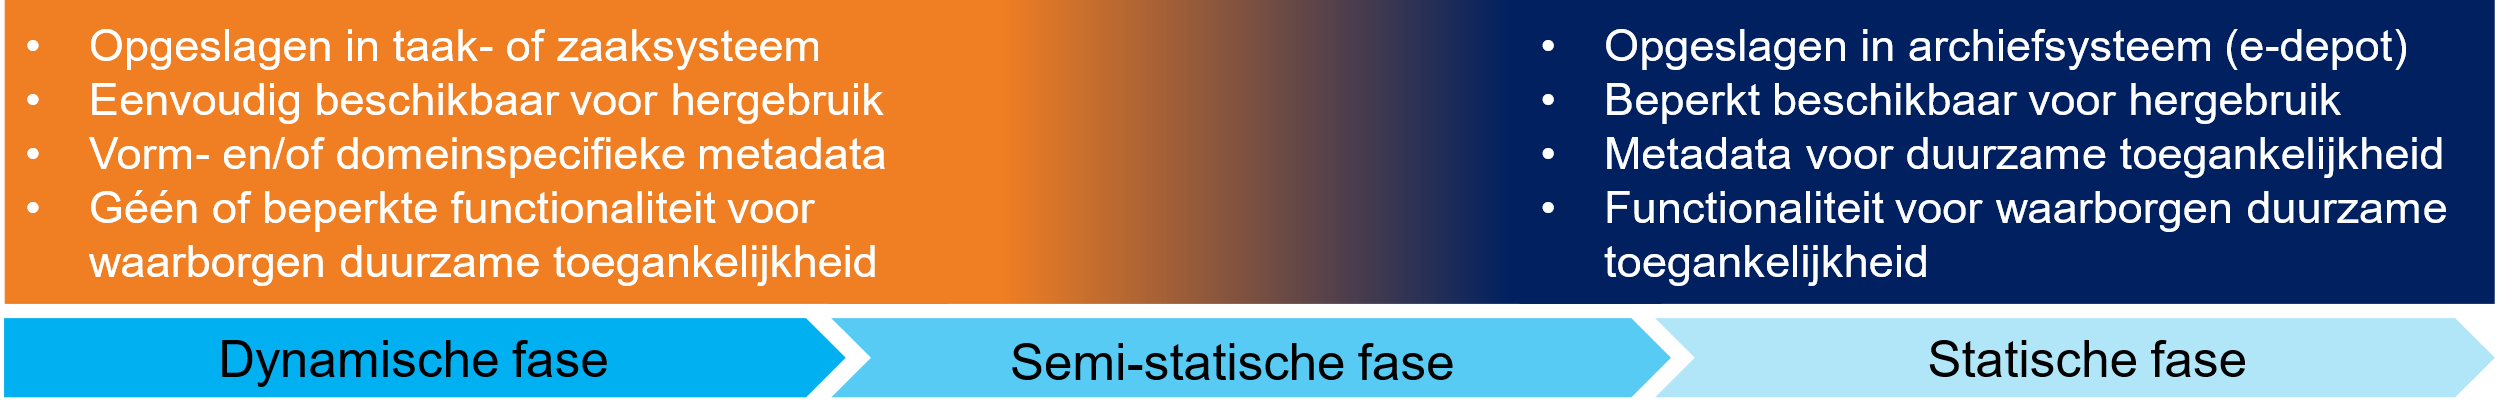 • Opgeslagen in taak- of zaaksysteem
• Eenvoudig beschikbaar voor hergebruik
• Vorm- en/of domeinspecifieke metadata
• Géén of beperkte functionaliteit voor
waarborgen duurzame toegankelijkheid
• Opgeslagen in archiefsysteem (e-depot)
• Beperkt beschikbaar voor hergebruik
• Metadata voor duurzame toegankelijkheid
• Functionaliteit voor waarborgen duurzame
toegankelijkheid
Dynamische fase
Semi-statische fase
Statische fase